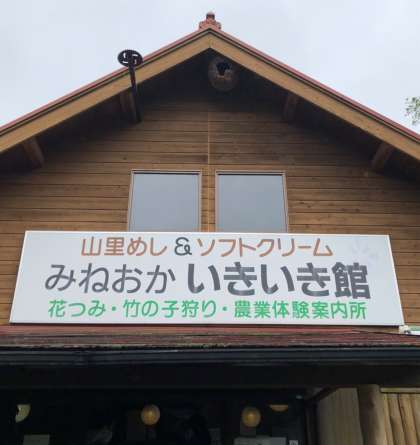 山里めし&ソフトクリーム
みねおか いきいき館
花つみ・竹の子狩り・農業体験案内所